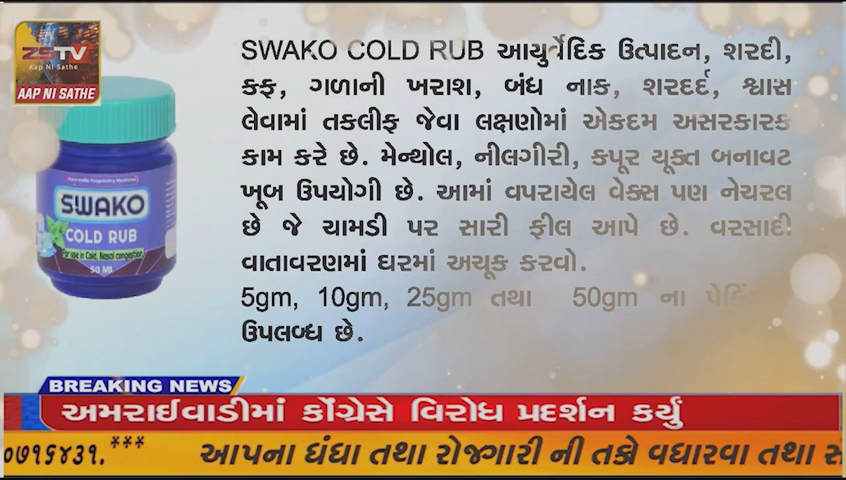 ZSTV
Aap Ni Sathe
AAP NI SATHE
SWAKO COLD RUB આયુર્વેદિક ઉત્પાદન, શરદી,
કફ, ગળાની ખરાશ, બંધ નાક, શરદર્દ, શ્વાસ
લેવામાં તકલીફ જેવા લક્ષણોમાં એકદમ અસરકારક
કામ કરે છે. મેન્થોલ, નીલગીરી, કપૂર યૂક્ત બનાવટ
ખૂબ ઉપયોગી છે. આમાં વપરાયેલ વેક્સ પણ નેચરલ
છે જે ચામડી પર સારી ફીલ આપે છે. વરસાદી
વાતાવરણમાં ઘરમાં અચૂક કરવો.
5gm, 10gm, 25gm તથા 50gm ના
ઉપલબ્ધ છે.
SWAKO
COLD RUB
For use in Cold, Nasal congestion,
50 Ml
BREAKING NEWS
અમરાઈવાડીમાં કોંગ્રેસે વિરોધ પ્રદર્શન કર્યું
૦૭૧૬૪૩૧.*** આપના ધંધા તથા રોજગારી ની તકો વધારવા તથા